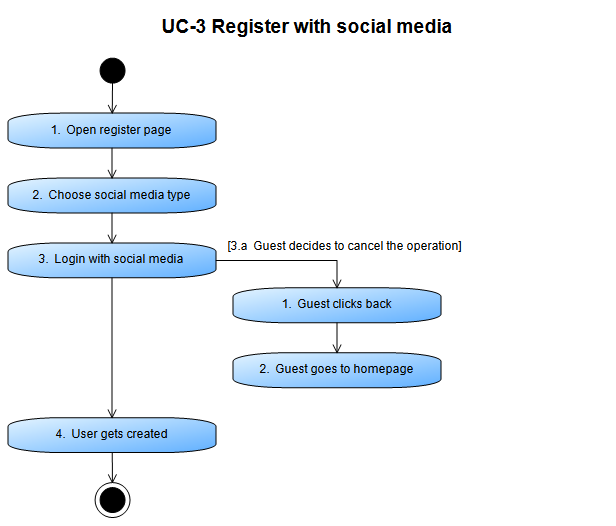 UC-3 Register with social media
1. Open register page
2. Choose social media type
3. Login with social media
[3.a Guest decides to cancel the operation]
1. Guest clicks back
2. Guest goes to homepage
4. User gets created